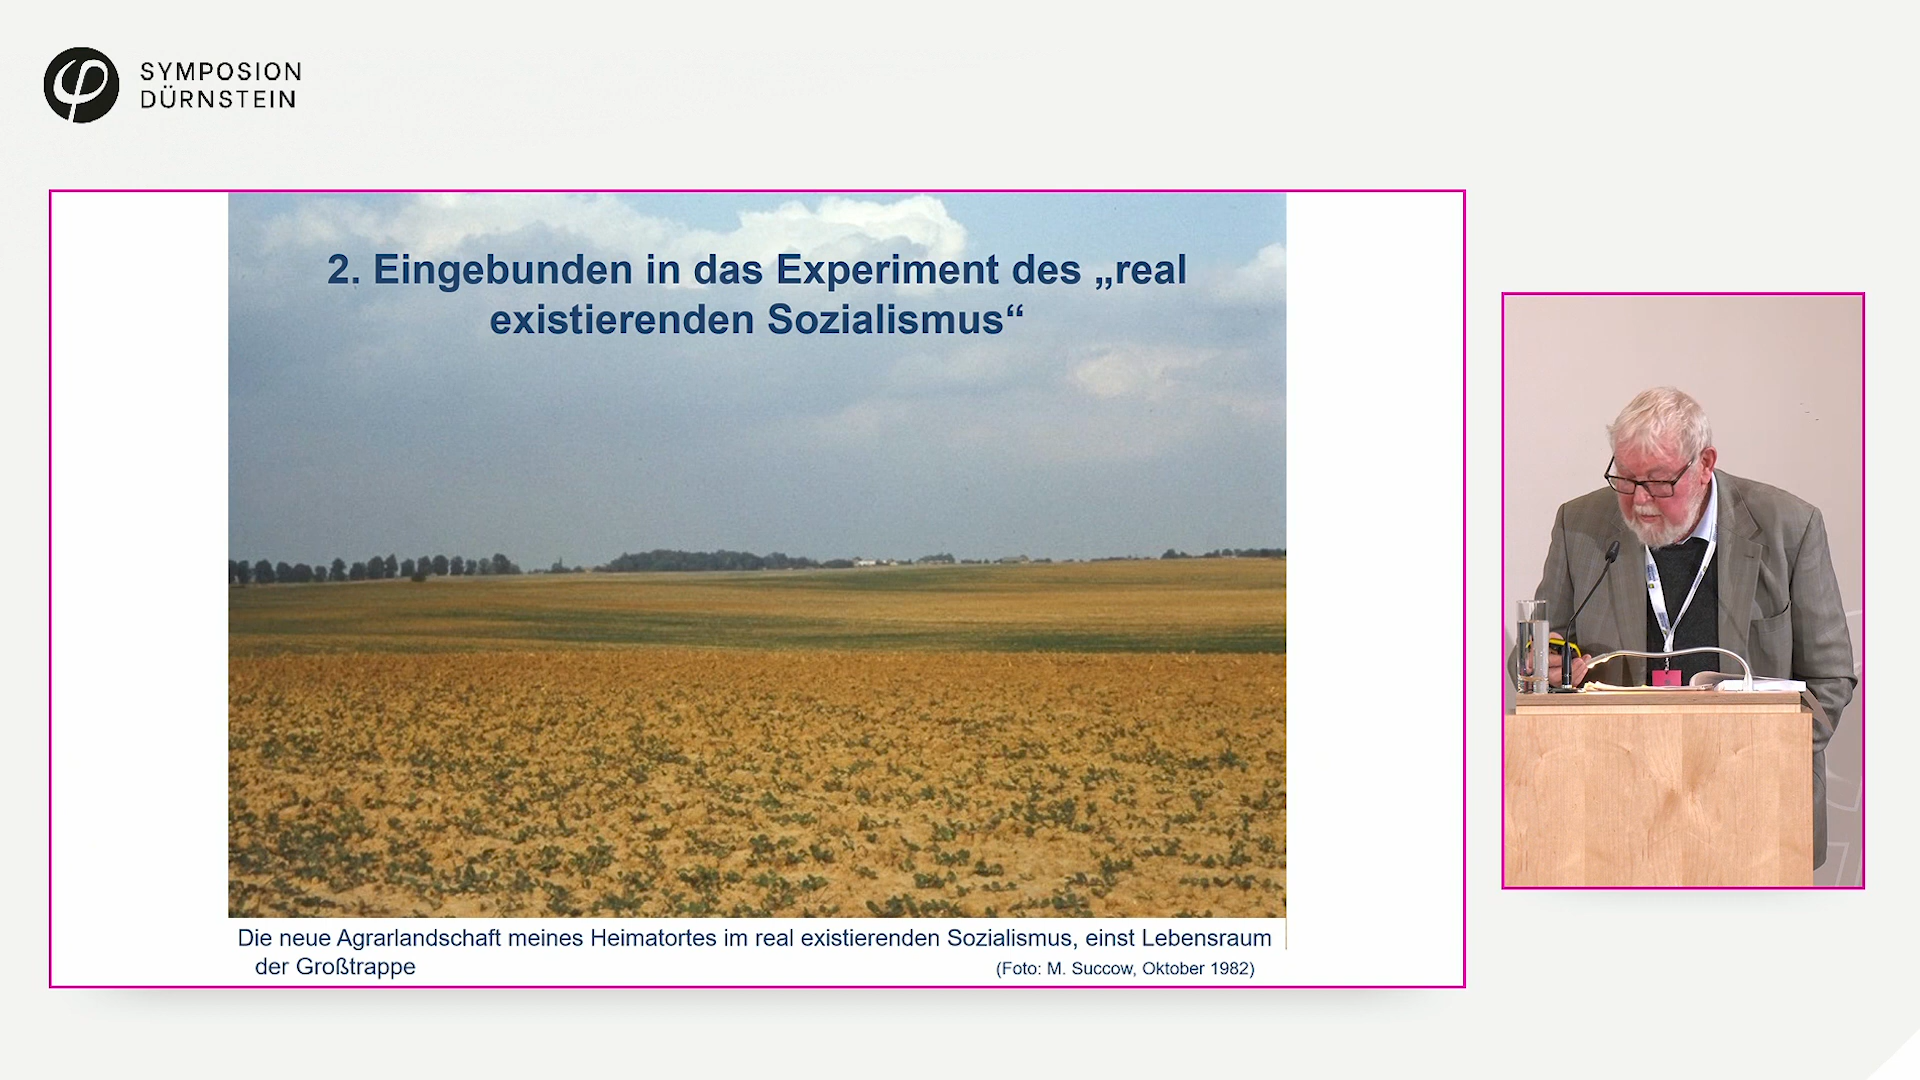 SYMPOSION
DÜRNSTEIN
2. Eingebunden in das Experiment des „real
existierenden Sozialismus“
Die neue Agrarlandschaft meines Heimatortes im real existierenden Sozialismus, einst Lebensraum
der Großtrappe
(Foto: M. Succow, Oktober 1982)